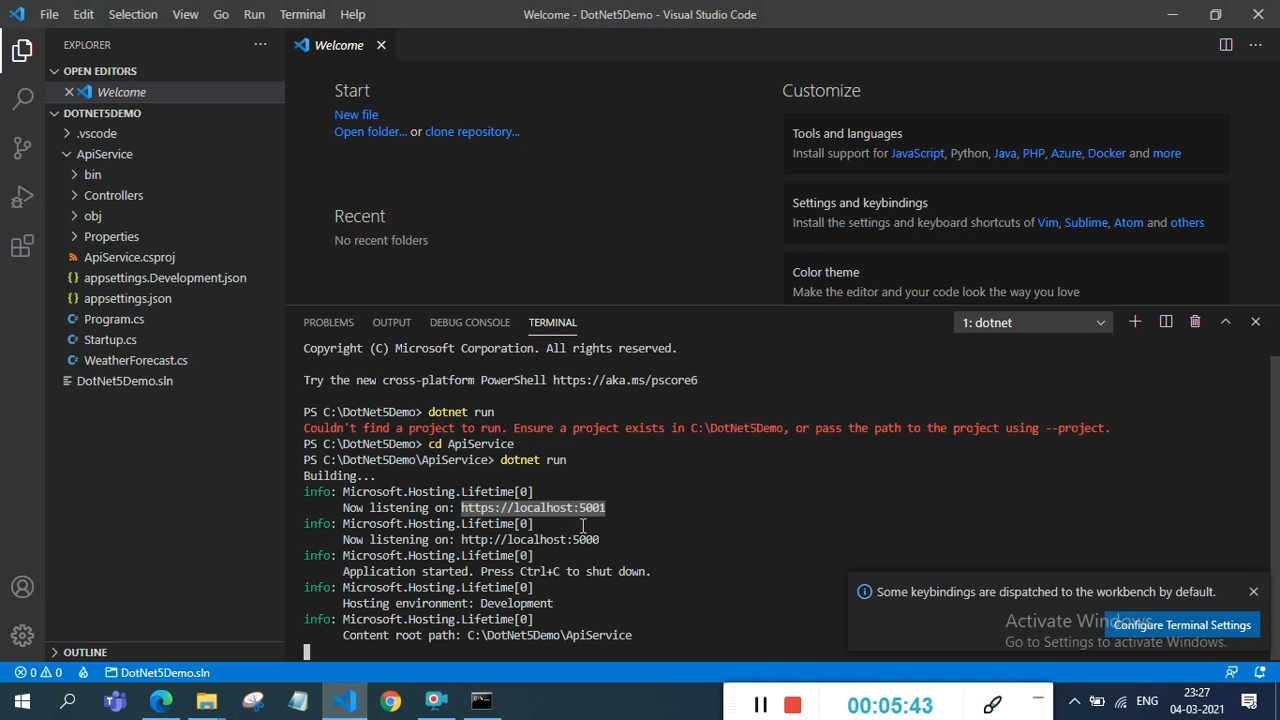 File Edit Selection View Go Run Terminal Help Welcome - DotNet5Demo - Visual Studio Code
EXPLORER
OPEN EDITORS
Welcome
DOTNET5DEMO
.vscode
ApiService
bin
Controllers
obj
Properties
ApiService.csproj
appsettings.Development.json
appsettings.json
Program.cs
Startup.cs
WeatherForecast.cs
DotNet5Demo.sln
OUTLINE
Welcome
Start
New file
Open folder... or clone repository...
Recent
No recent folders
Customize
Tools and languages
Install support for JavaScript, Python, Java, PHP, Azure, Docker and more
Settings and keybindings
Install the settings and keyboard shortcuts of Vim, Sublime, Atom and others
Color theme
Make the editor and your code look the way you love
PROBLEMS OUTPUT DEBUG CONSOLE TERMINAL 1: dotnet
Copyright (C) Microsoft Corporation. All rights reserved.
Try the new cross-platform PowerShell https://aka.ms/pscore6
PS C:\DotNet5Demo> dotnet run
Couldn't find a project to run. Ensure a project exists in C:\DotNet5Demo, or pass the path to the project using --project.
PS C:\DotNet5Demo> cd ApiService
PS C:\DotNet5Demo\ApiService> dotnet run
Building...
info: Microsoft.Hosting.Lifetime[0]
Now listening on: https://localhost:5001
info: Microsoft.Hosting.Lifetime[0]
Now listening on: http://localhost:5000
info: Microsoft.Hosting.Lifetime[0]
Application started. Press Ctrl+C to shut down.
info: Microsoft.Hosting.Lifetime[0]
Hosting environment: Development
info: Microsoft.Hosting.Lifetime[0]
Content root path: C:\DotNet5Demo\ApiService
Some keybindings are dispatched to the workbench by default.
Configure Terminal Settings
Activate Windows
Go to Settings to activate Windows.
0 0 DotNet5Demo.sln
00:05:43
ENG
23:27
04-03-2021